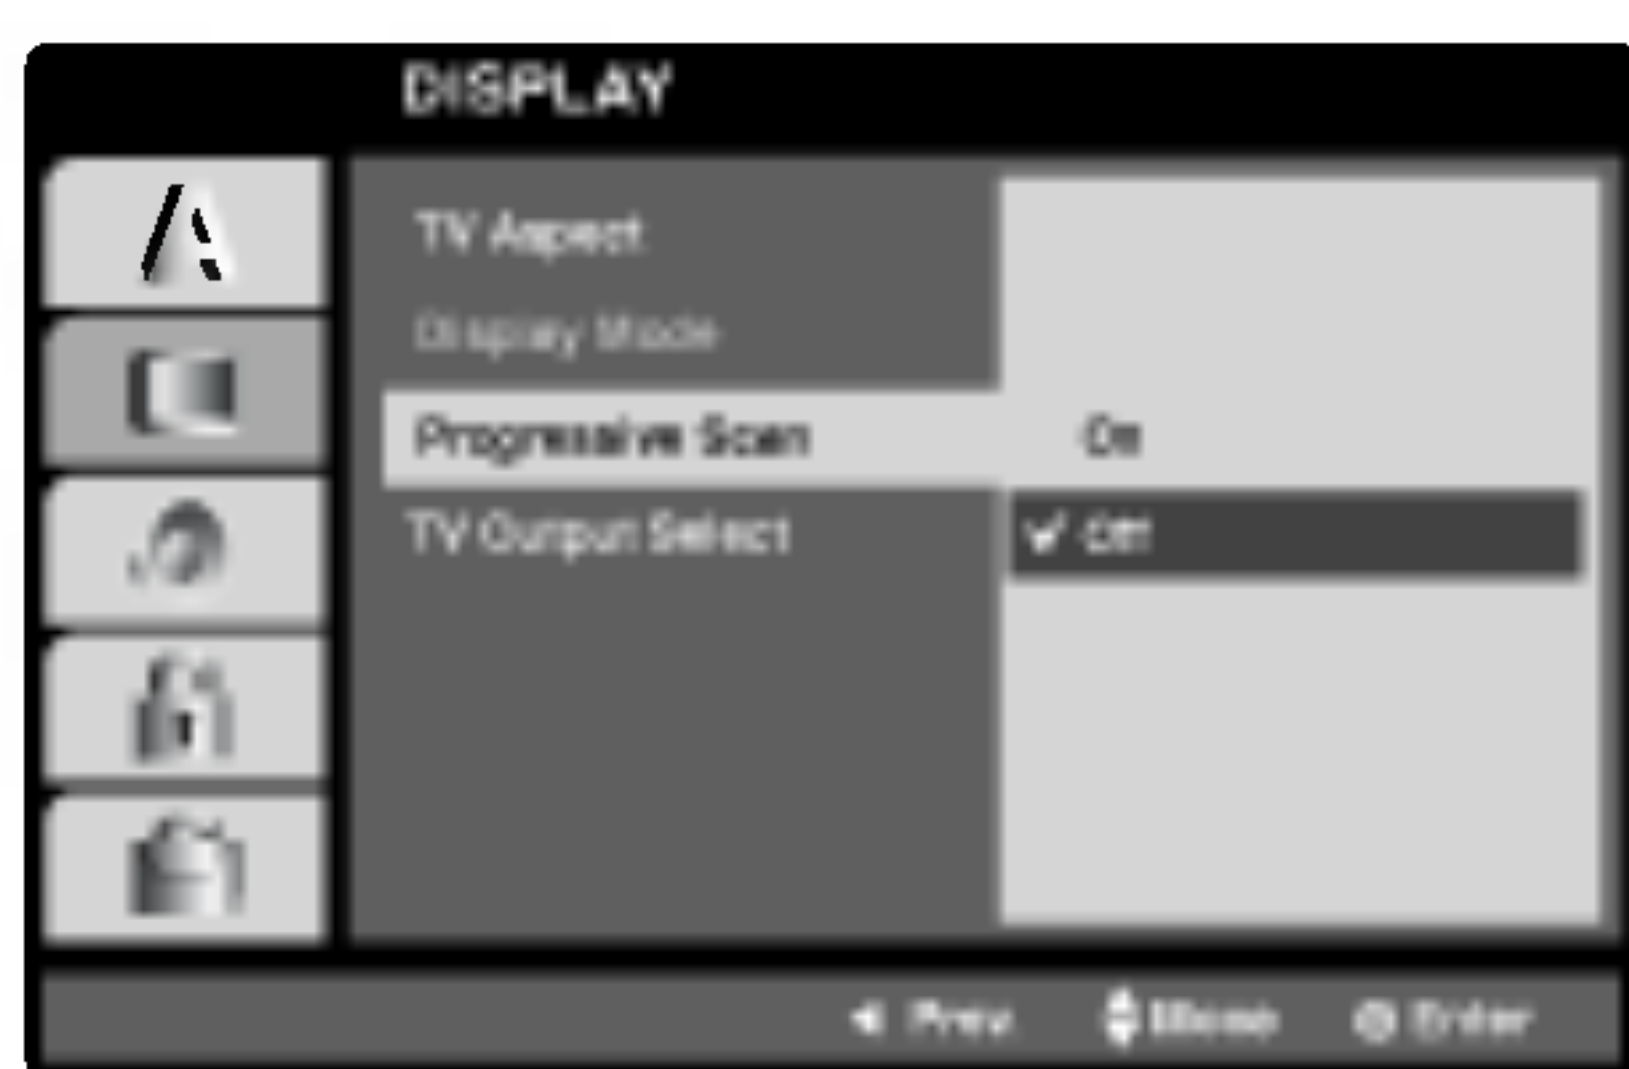 DISPLAY
TV Aspect
Display Mode
Progressive Scan
On
TV Output Select
Off
Prev. Move Enter